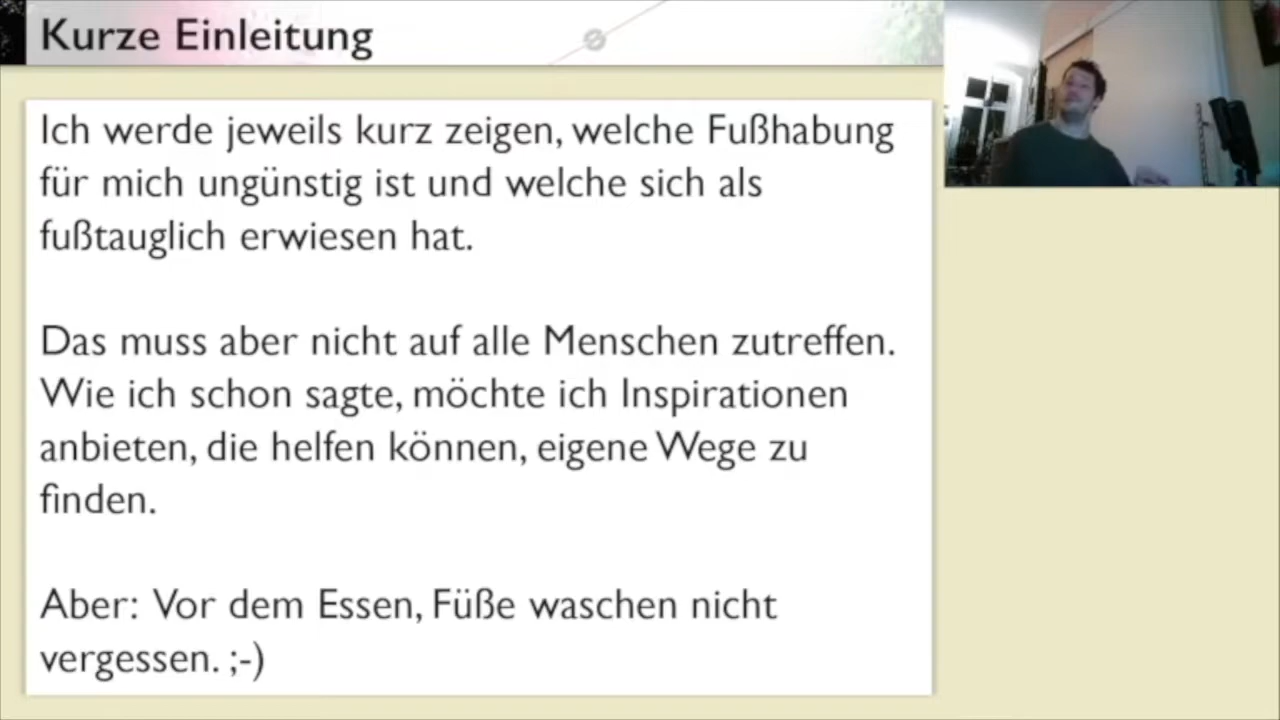 Kurze Einleitung
Ich werde jeweils kurz zeigen, welche Fußhabung
für mich ungünstig ist und welche sich als
fußtauglich erwiesen hat.
Das muss aber nicht auf alle Menschen zutreffen.
Wie ich schon sagte, möchte ich Inspirationen
anbieten, die helfen können, eigene Wege zu
finden.
Aber: Vor dem Essen, Füße waschen nicht
vergessen. ;-)